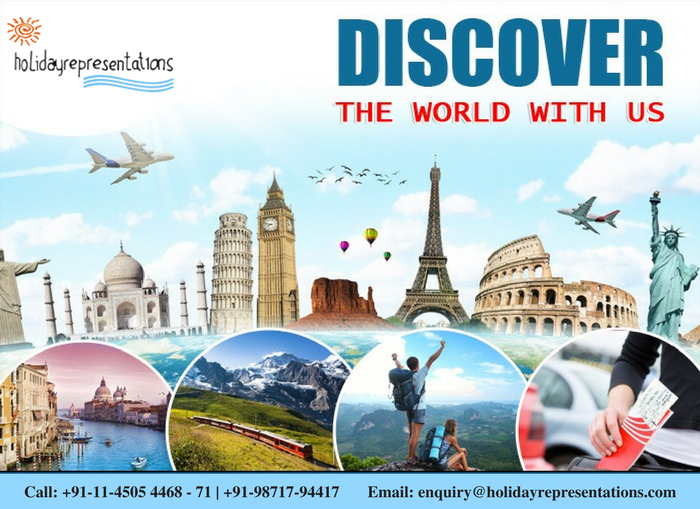 holidayrepresentations
DISCOVER
THE WORLD WITH US
Call: +91-11-4505 4468 - 71 | +91-98717-94417 Email: enquiry@holidayrepresentations.com